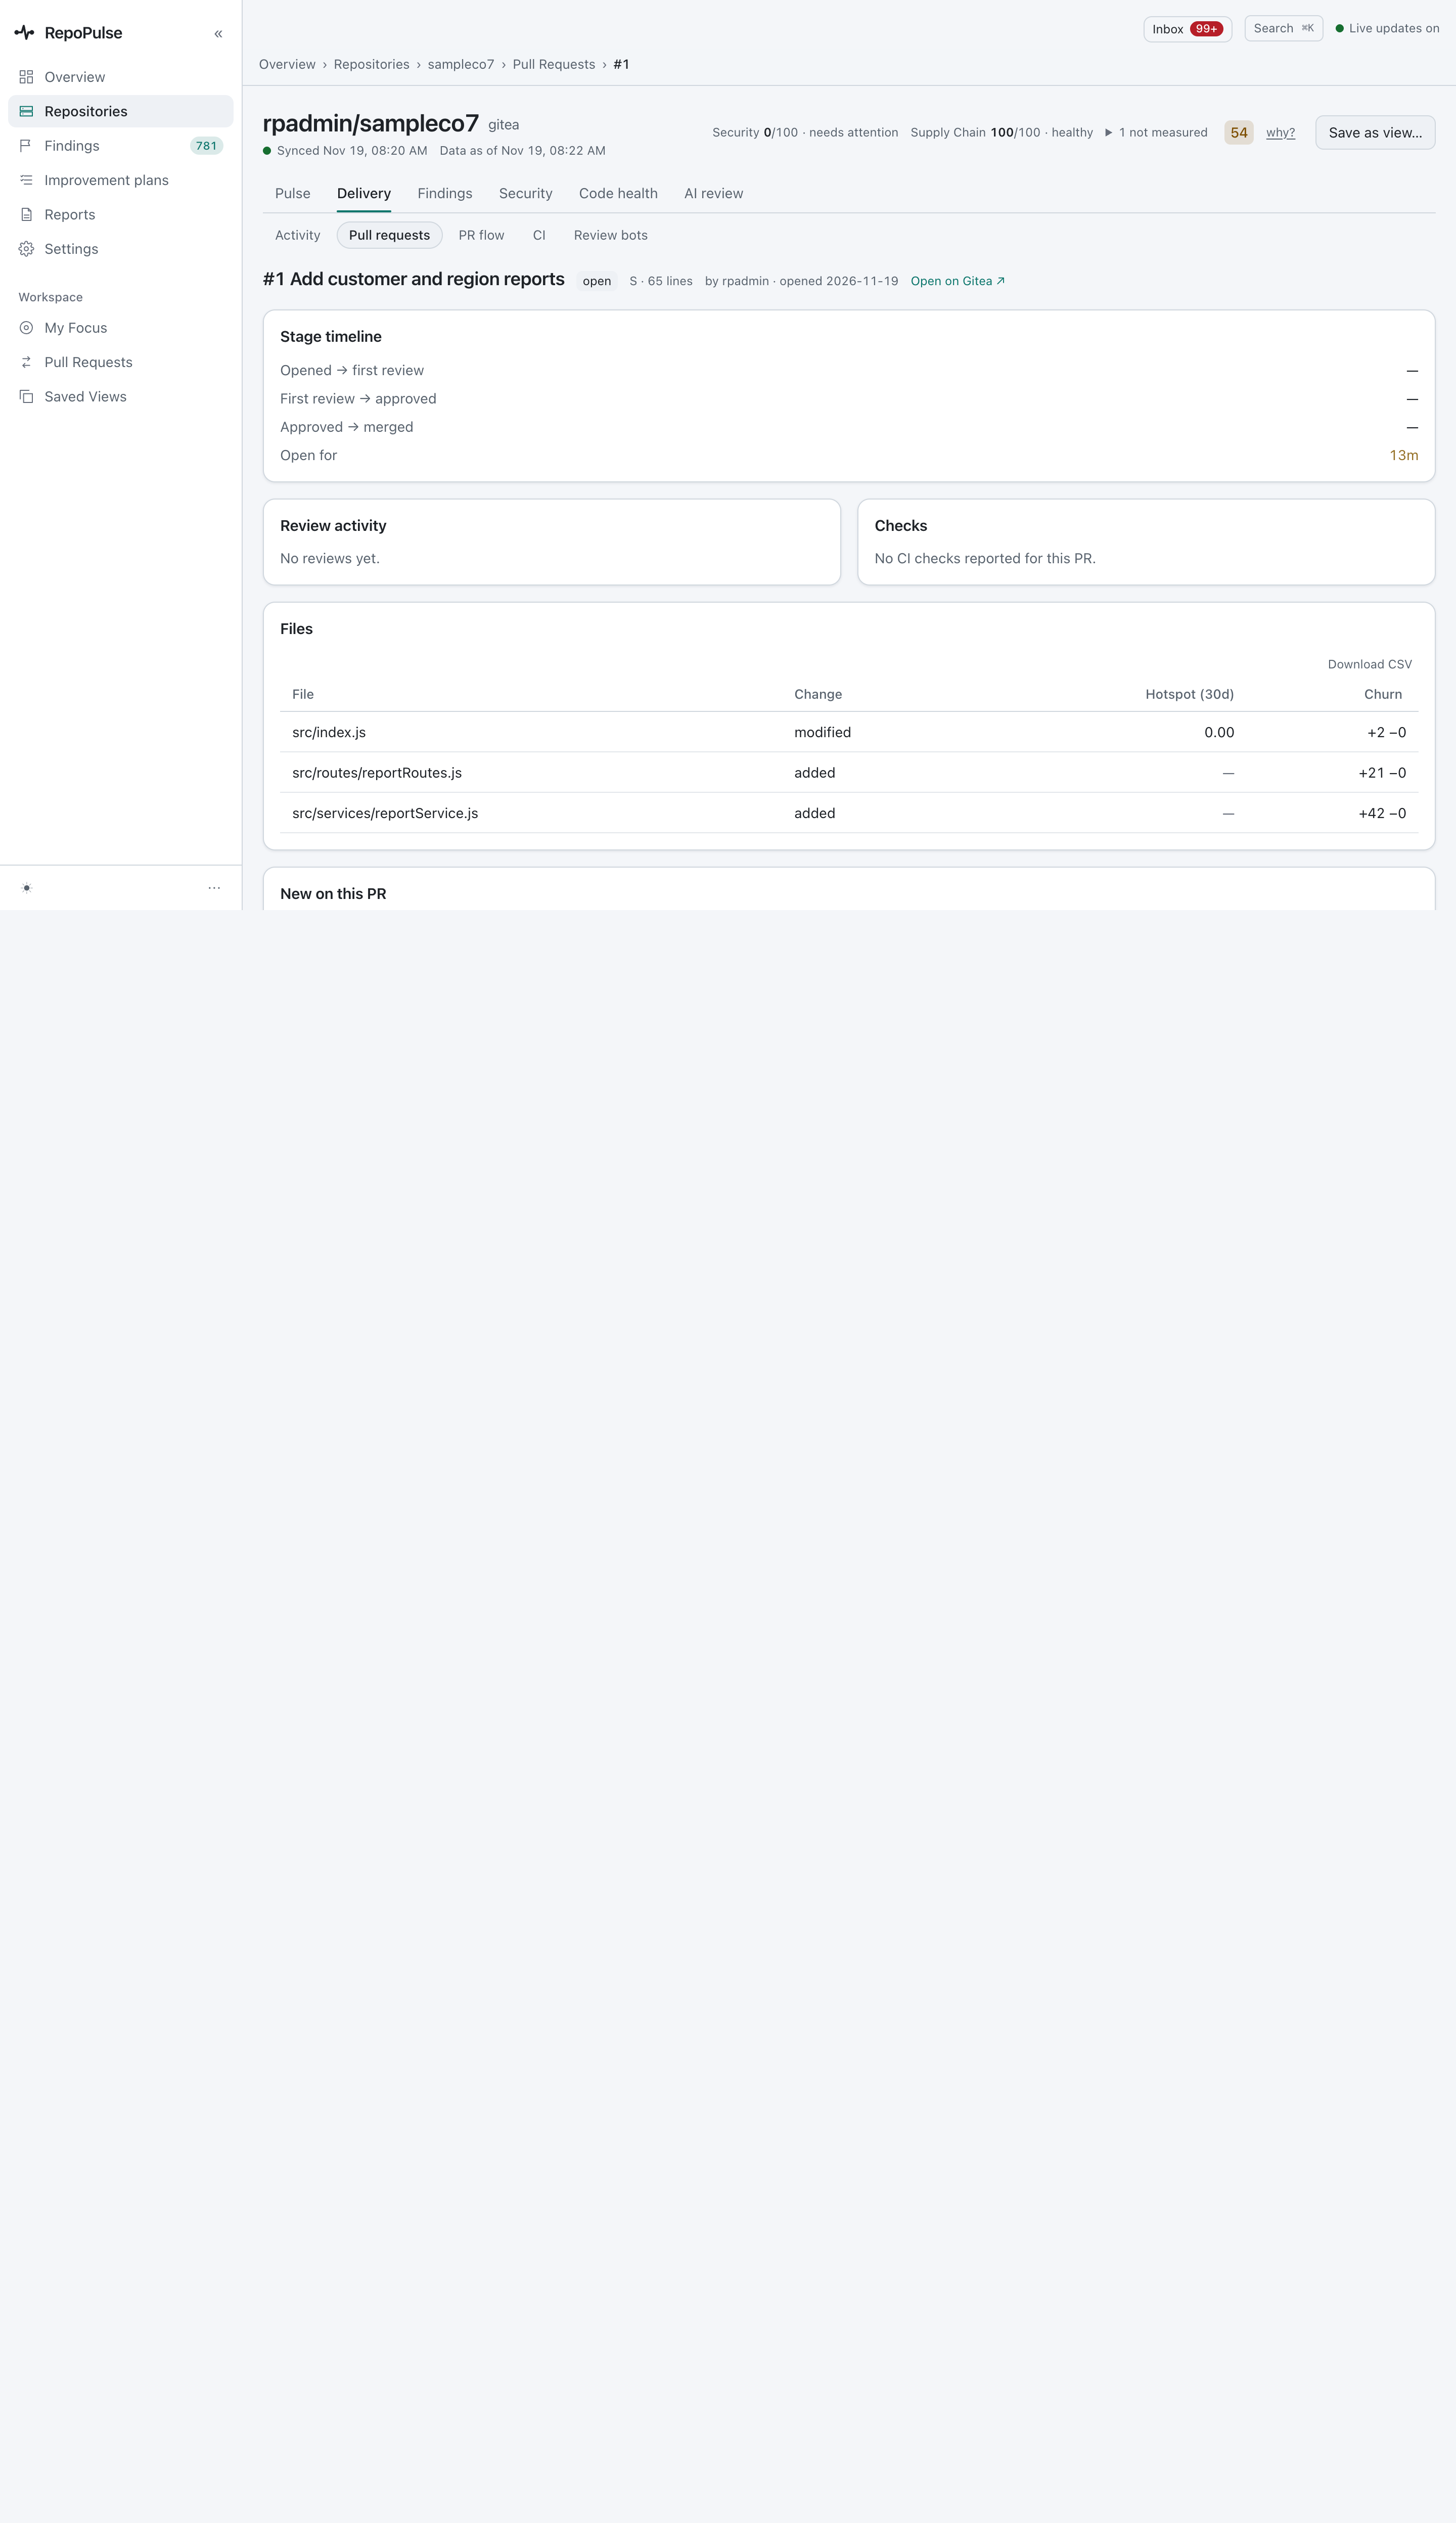 RepoPulse «
Overview
Repositories
Findings 781
Improvement plans
Reports
Settings
Workspace
My Focus
Pull Requests
Saved Views
...
Inbox 99+ Search ⌘K Live updates on
Overview › Repositories › sampleco7 › Pull Requests › #1
rpadmin/sampleco7 gitea
Synced Nov 19, 08:20 AM Data as of Nov 19, 08:22 AM
Security 0/100 · needs attention Supply Chain 100/100 · healthy ▶ 1 not measured 54 why? Save as view...
Pulse Delivery Findings Security Code health AI review
Activity Pull requests PR flow CI Review bots
#1 Add customer and region reports open S · 65 lines by rpadmin · opened 2026-11-19 Open on Gitea ↗
Stage timeline
Opened → first review —
First review → approved —
Approved → merged —
Open for 13m
Review activity
No reviews yet.
Checks
No CI checks reported for this PR.
Files
Download CSV
File Change Hotspot (30d) Churn
src/index.js modified 0.00 +2 −0
src/routes/reportRoutes.js added — +21 −0
src/services/reportService.js added — +42 −0
New on this PR